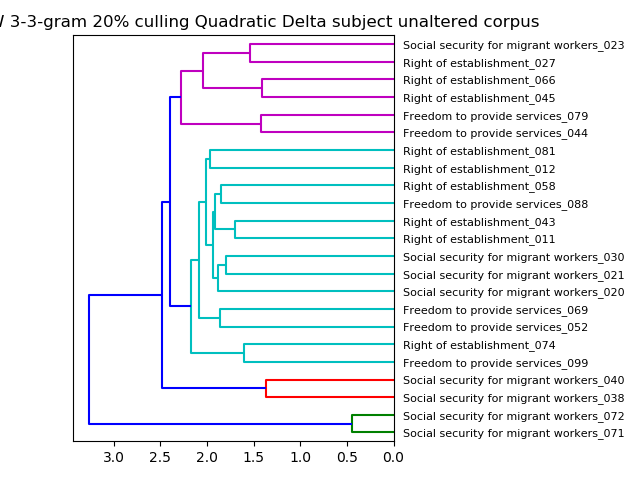 3-3-gram 20% culling Quadratic Delta subject unaltered corpus
Social security for migrant workers_023
Right of establishment_027
Right of establishment_066
Right of establishment_045
Freedom to provide services_079
Freedom to provide services_044
Right of establishment_081
Right of establishment_012
Right of establishment_058
Freedom to provide services_088
Right of establishment_043
Right of establishment_011
Social security for migrant workers_030
Social security for migrant workers_021
Social security for migrant workers_020
Freedom to provide services_069
Freedom to provide services_052
Right of establishment_074
Freedom to provide services_099
Social security for migrant workers_040
Social security for migrant workers_038
Social security for migrant workers_072
Social security for migrant workers_071
3.0 2.5 2.0 1.5 1.0 0.5 0.0